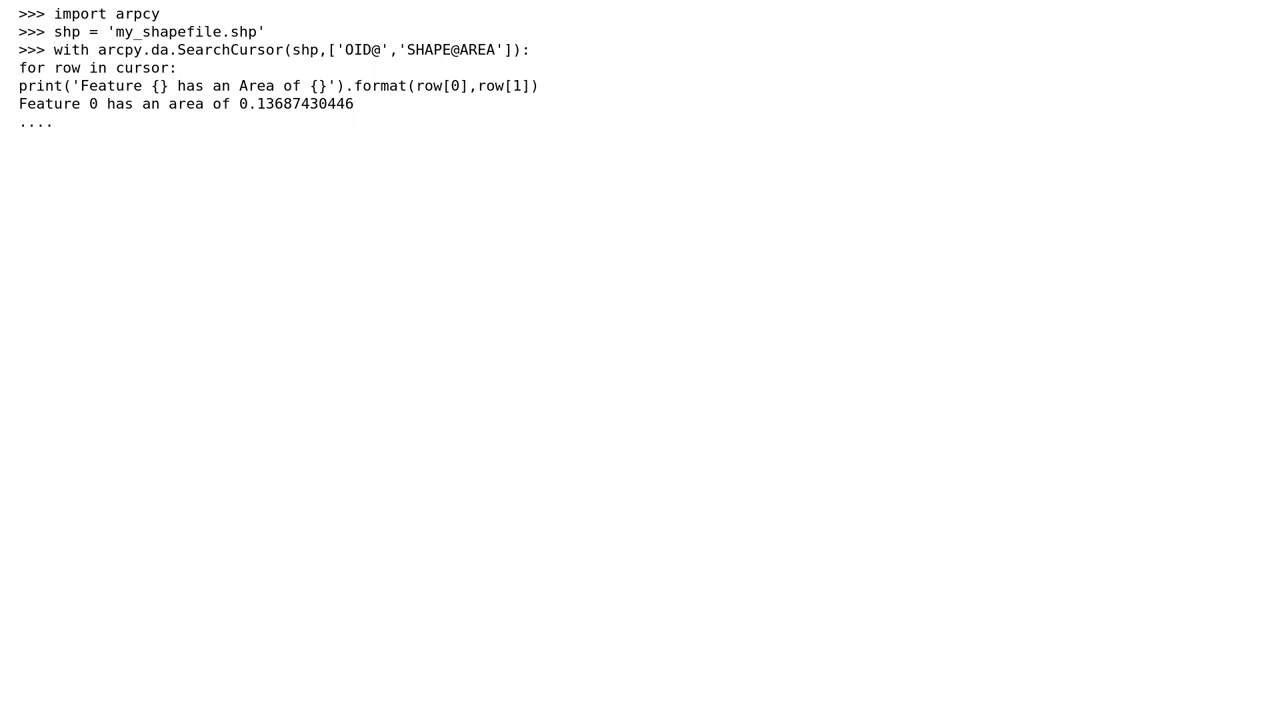 >>> import arpcy
>>> shp = 'my_shapefile.shp'
>>> with arcpy.da.SearchCursor(shp,['OID@','SHAPE@AREA']):
for row in cursor:
print('Feature {} has an Area of {}').format(row[0],row[1])
Feature 0 has an area of 0.13687430446
....